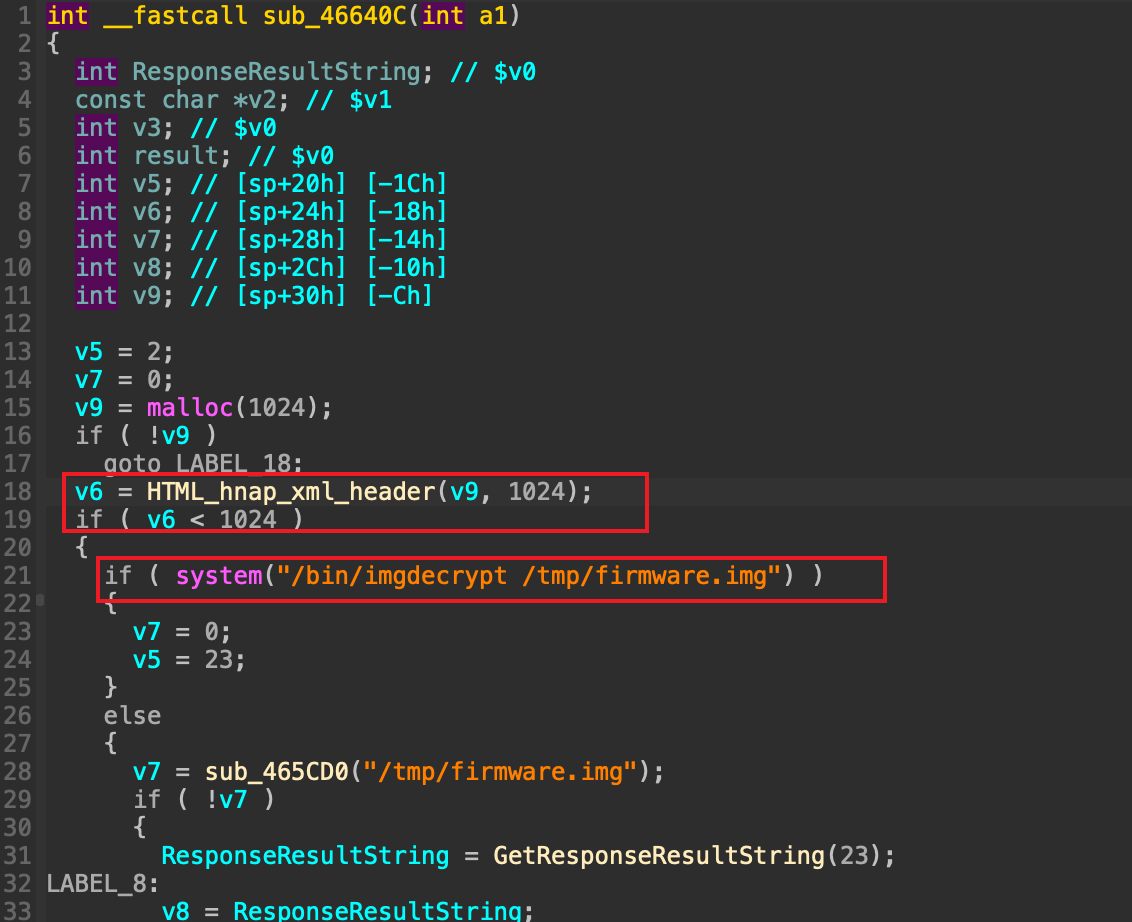 1 int __fastcall sub_46640C(int a1)
2 {
3   int ResponseResultString; // $v0
4   const char *v2; // $v1
5   int v3; // $v0
6   int result; // $v0
7   int v5; // [sp+20h] [-1Ch]
8   int v6; // [sp+24h] [-18h]
9   int v7; // [sp+28h] [-14h]
10   int v8; // [sp+2Ch] [-10h]
11   int v9; // [sp+30h] [-Ch]
12
13   v5 = 2;
14   v7 = 0;
15   v9 = malloc(1024);
16   if ( !v9 )
17     goto LABEL_18;
18   v6 = HTML_hnap_xml_header(v9, 1024);
19   if ( v6 < 1024 )
20   {
21     if ( system("/bin/imgdecrypt /tmp/firmware.img") )
22     {
23       v7 = 0;
24       v5 = 23;
25     }
26     else
27     {
28       v7 = sub_465CD0("/tmp/firmware.img");
29       if ( !v7 )
30       {
31         ResponseResultString = GetResponseResultString(23);
32 LABEL_8:
33         v8 = ResponseResultString;